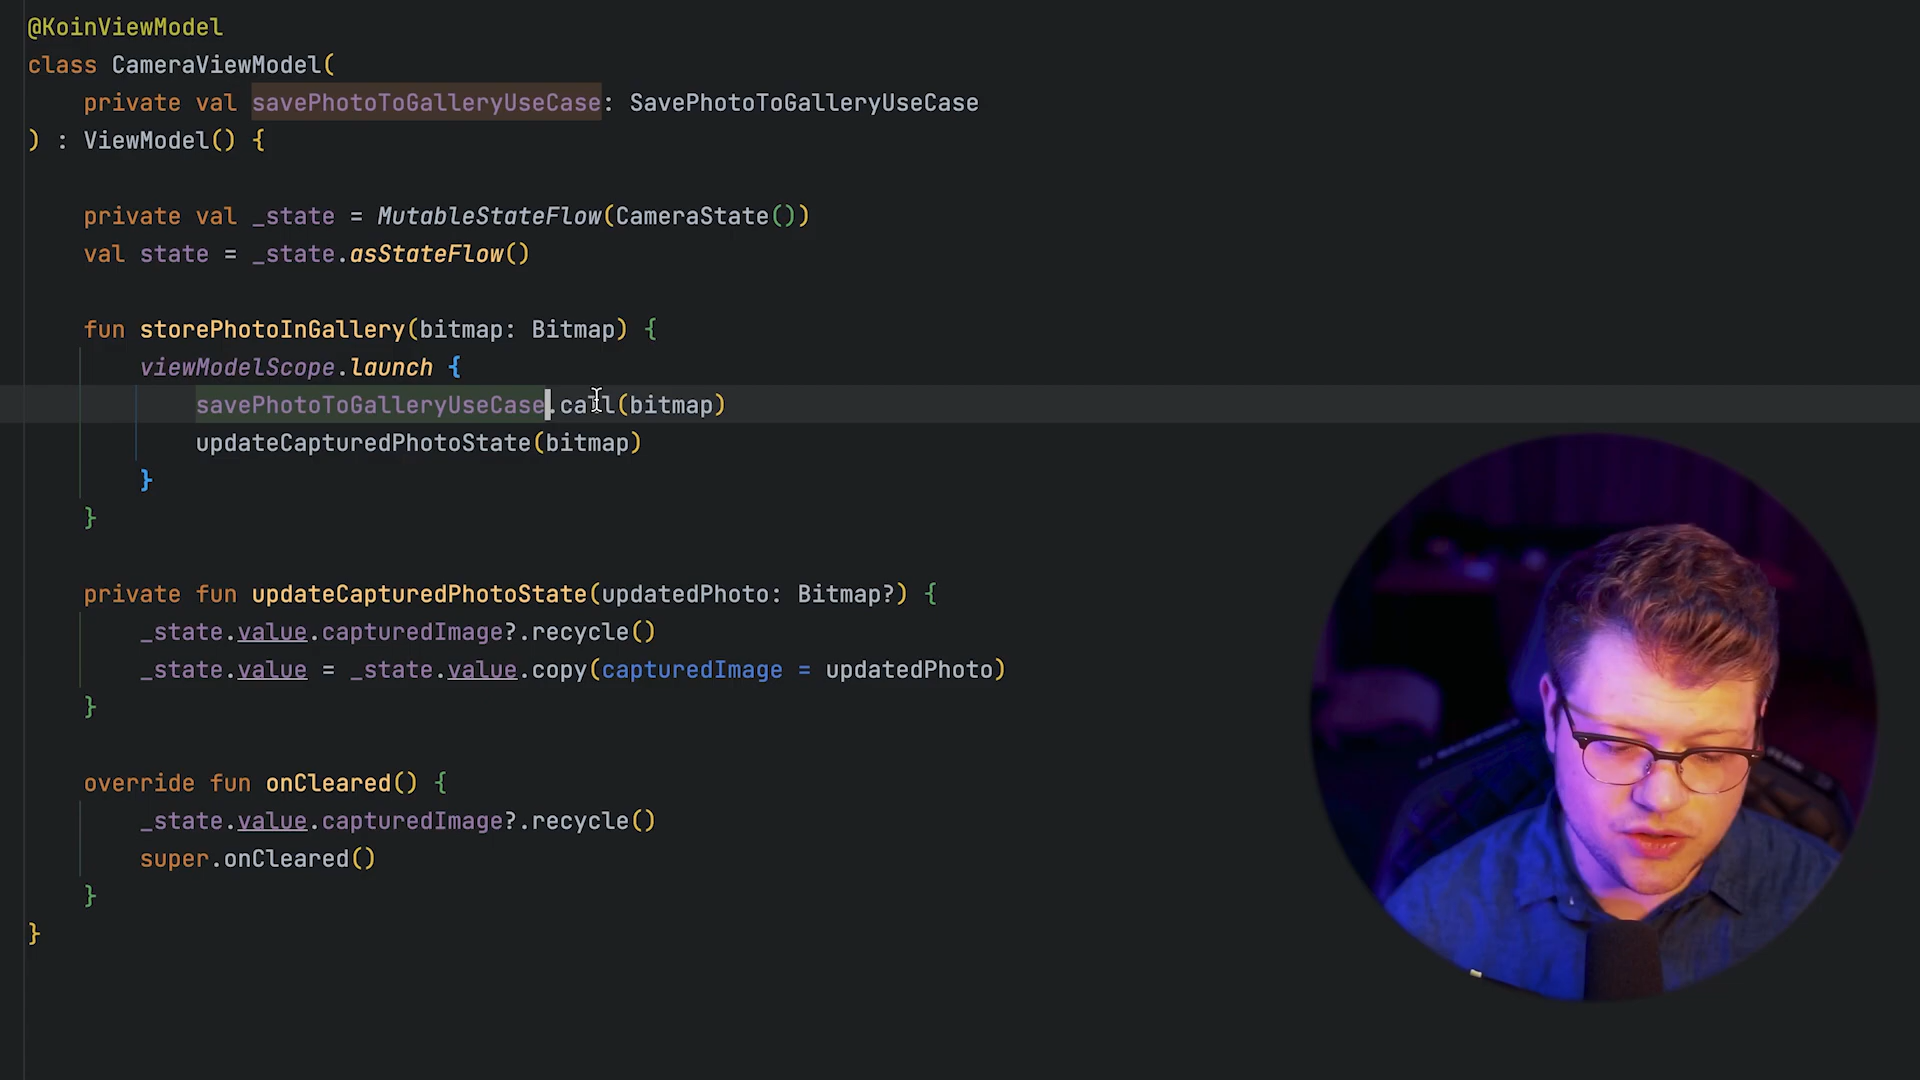 @KoinViewModel
class CameraViewModel(
    private val savePhotoToGalleryUseCase: SavePhotoToGalleryUseCase
) : ViewModel() {
    private val _state = MutableStateFlow(CameraState())
    val state = _state.asStateFlow()
    fun storePhotoInGallery(bitmap: Bitmap) {
        viewModelScope.launch {
            savePhotoToGalleryUseCase.call(bitmap)
            updateCapturedPhotoState(bitmap)
        }
    }
    private fun updateCapturedPhotoState(updatedPhoto: Bitmap?) {
        _state.value.capturedImage?.recycle()
        _state.value = _state.value.copy(capturedImage = updatedPhoto)
    }
    override fun onCleared() {
        _state.value.capturedImage?.recycle()
        super.onCleared()
    }
}